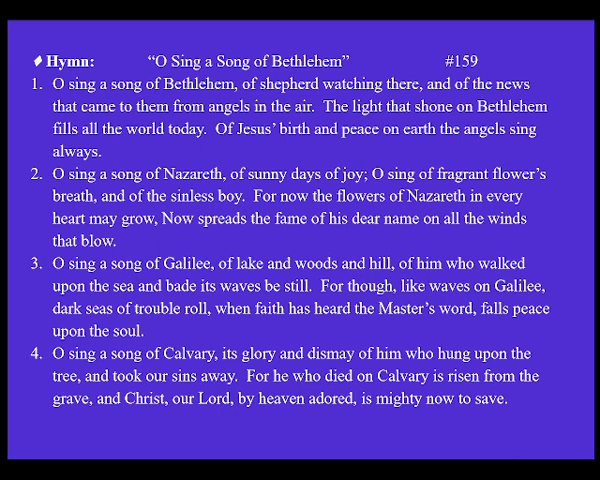 ♦ Hymn: “O Sing a Song of Bethlehem” #159
1. O sing a song of Bethlehem, of shepherd watching there, and of the news
that came to them from angels in the air. The light that shone on Bethlehem
fills all the world today. Of Jesus’ birth and peace on earth the angels sing
always.
2. O sing a song of Nazareth, of sunny days of joy; O sing of fragrant flower’s
breath, and of the sinless boy. For now the flowers of Nazareth in every
heart may grow, Now spreads the fame of his dear name on all the winds
that blow.
3. O sing a song of Galilee, of lake and woods and hill, of him who walked
upon the sea and bade its waves be still. For though, like waves on Galilee,
dark seas of trouble roll, when faith has heard the Master’s word, falls peace
upon the soul.
4. O sing a song of Calvary, its glory and dismay of him who hung upon the
tree, and took our sins away. For he who died on Calvary is risen from the
grave, and Christ, our Lord, by heaven adored, is mighty now to save.